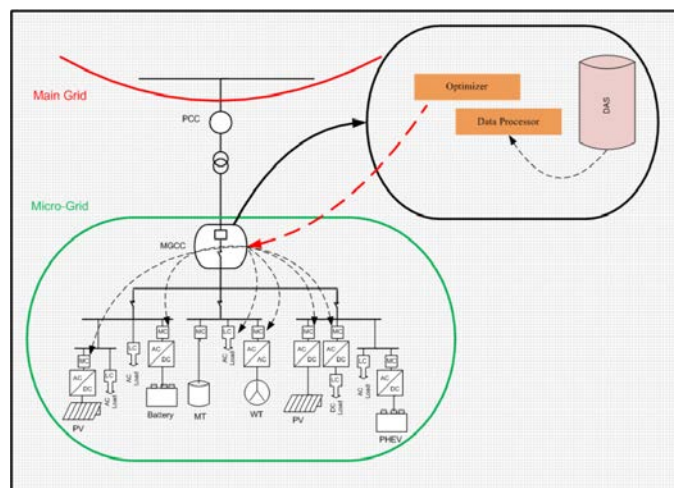 Main Grid
PCC
Optimizer
Data Processor
DAS
Micro-Grid
MGCC
MC
LC
MC
MC
LC
MC
MC
MC
LC
MC
AC
DC
LC
AC
Load
AC
DC
AC
Load
AC
AC
AC
DC
AC
DC
LC
AC
Load
AC
DC
AC
Load
DC
Load
PV
Battery
MT
WT
PV
PHEV